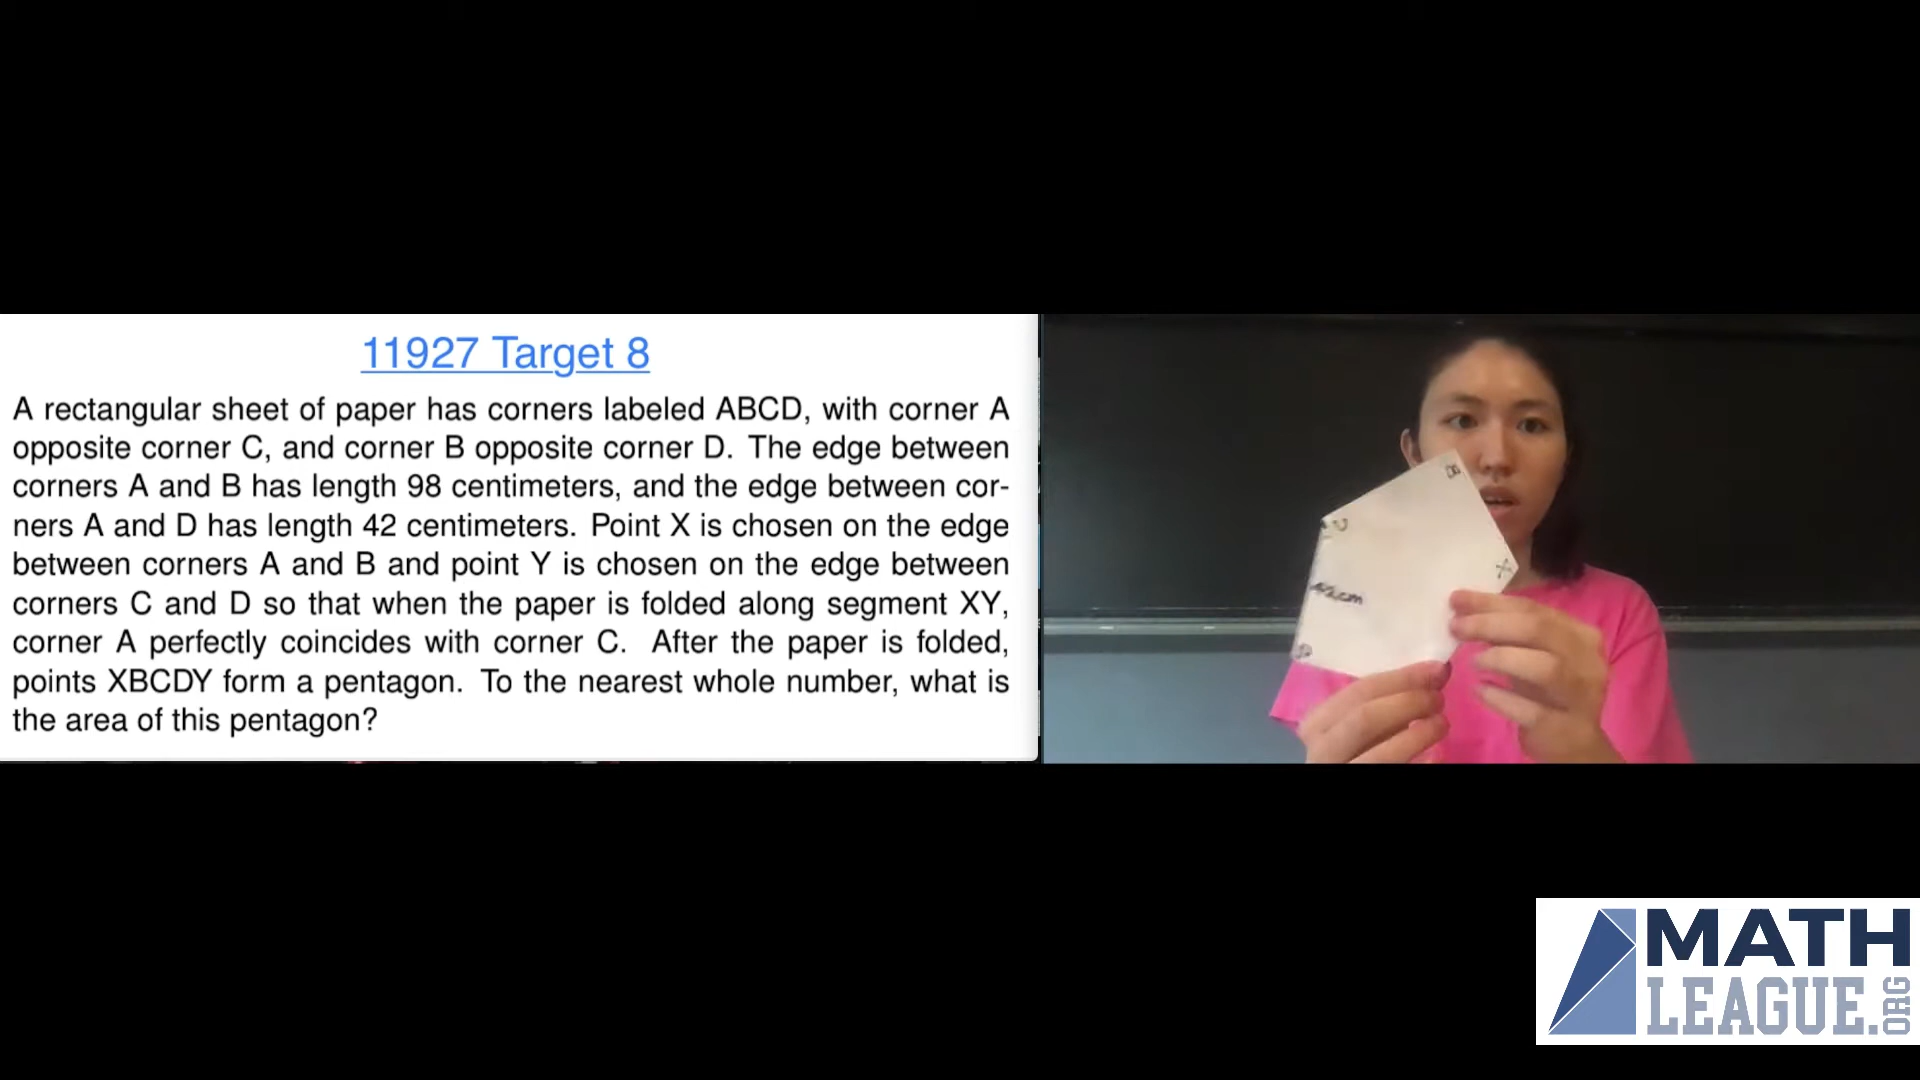 11927 Target 8
A rectangular sheet of paper has corners labeled ABCD, with corner A
opposite corner C, and corner B opposite corner D. The edge between
corners A and B has length 98 centimeters, and the edge between cor-
ners A and D has length 42 centimeters. Point X is chosen on the edge
between corners A and B and point Y is chosen on the edge between
corners C and D so that when the paper is folded along segment XY,
corner A perfectly coincides with corner C. After the paper is folded,
points XBCDY form a pentagon. To the nearest whole number, what is
the area of this pentagon?
B
C
X
42cm
D
MATH
LEAGUE.ORG